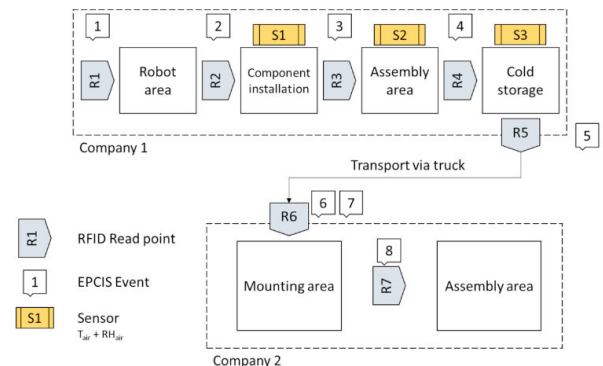 1
2
S1
3
S2
4
S3
R1
Robot
area
R2
Component
installation
R3
Assembly
area
R4
Cold
storage
R5
5
Company 1
Transport via truck
R6
6
7
R1
RFID Read point
1
EPCIS Event
S1
Sensor
Tair + RHair
Mounting area
8
R7
Assembly area
Company 2